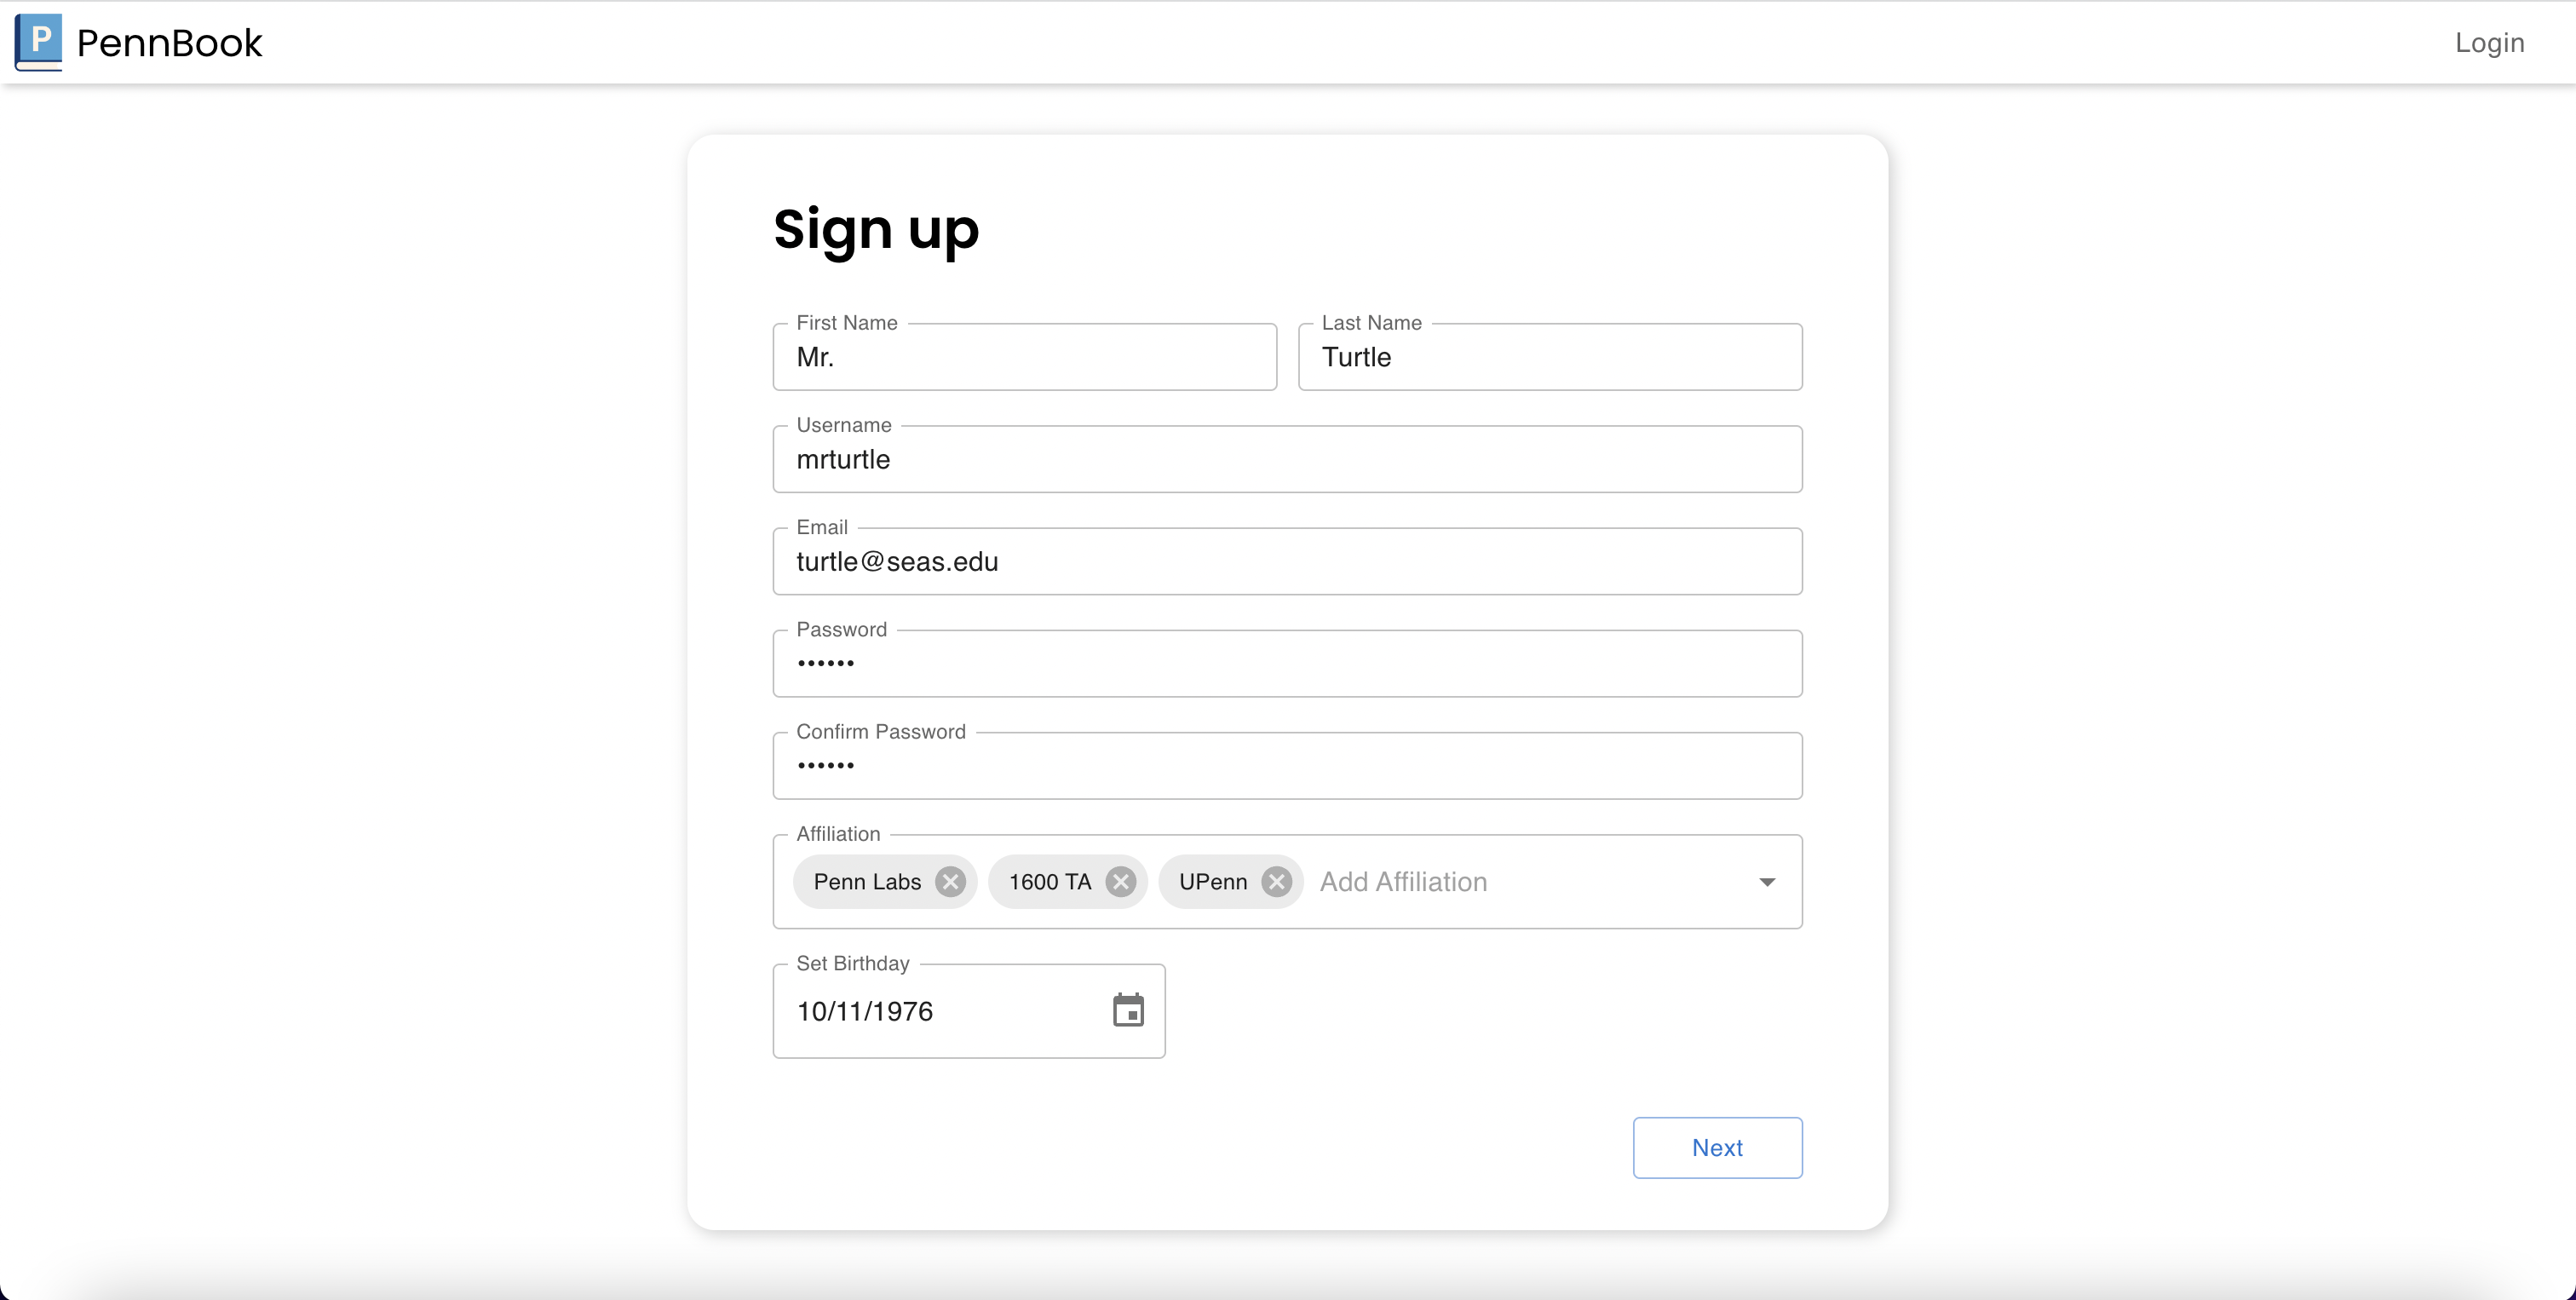 P PennBook
Login
Sign up
First Name
Mr.
Last Name
Turtle
Username
mrturtle
Email
turtle@seas.edu
Password
••••••
Confirm Password
••••••
Affiliation
Penn Labs 1600 TA UPenn Add Affiliation
Set Birthday
10/11/1976
Next